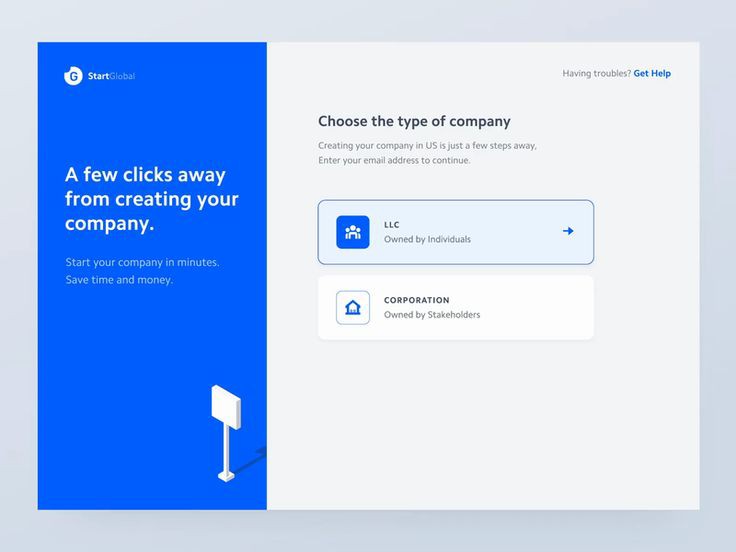 G StartGlobal
Having troubles? Get Help
A few clicks away
from creating your
company.
Start your company in minutes.
Save time and money.
Choose the type of company
Creating your company in US is just a few steps away,
Enter your email address to continue.
LLC
Owned by Individuals
CORPORATION
Owned by Stakeholders